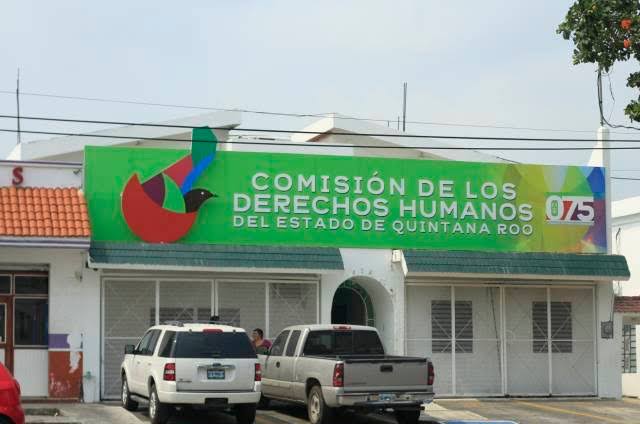 COMISIÓN DE LOS
DERECHOS HUMANOS
DEL ESTADO DE QUINTANA ROO
075
S